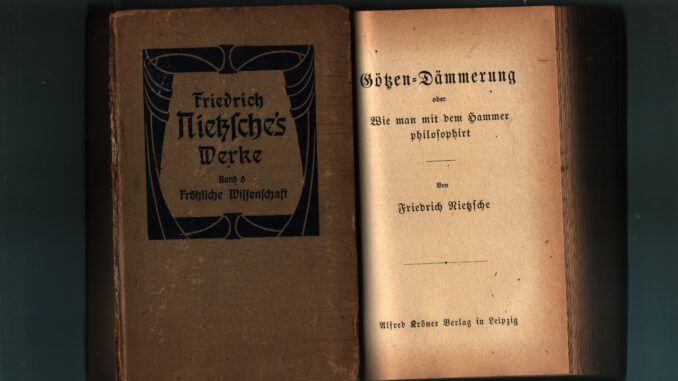 Friedrich
Nietzsche's
Werke
Band 6
Fröhliche Wissenschaft
Götzen-Dämmerung
oder
Wie man mit dem Hammer
philosophirt
Von
Friedrich Nietzsche
Alfred Kröner Verlag in Leipzig